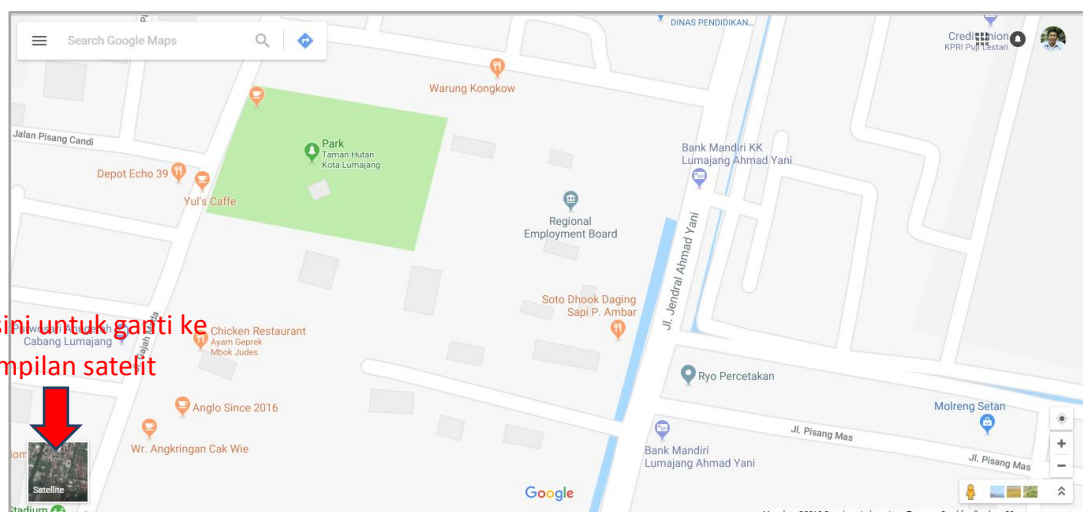 DINAS PENDIDIKAN...
Search Google Maps
KPRI Puji Lestari
Warung Kongkow
Jalan Pisang Candi
Park
Taman Hutan
Kota Lumajang
Bank Mandiri KK
Lumajang Ahmad Yani
Depot Echo 39
Yul's Caffe
Regional
Employment Board
Jl. Jendral Ahmad Yani
Soto Dhook Daging
Sapi P. Ambar
sini untuk ganti ke
mpilan satelit
Cabang Lumajang
Chicken Restaurant
Ayam Geprek
Mbok Judes
Ryo Percetakan
Anglo Since 2016
Molreng Setan
Wr. Angkringan Cak Wie
Jl. Pisang Mas
Bank Mandiri
Lumajang Ahmad Yani
Jl. Pisang Mas
Satellite
Google
Stadium